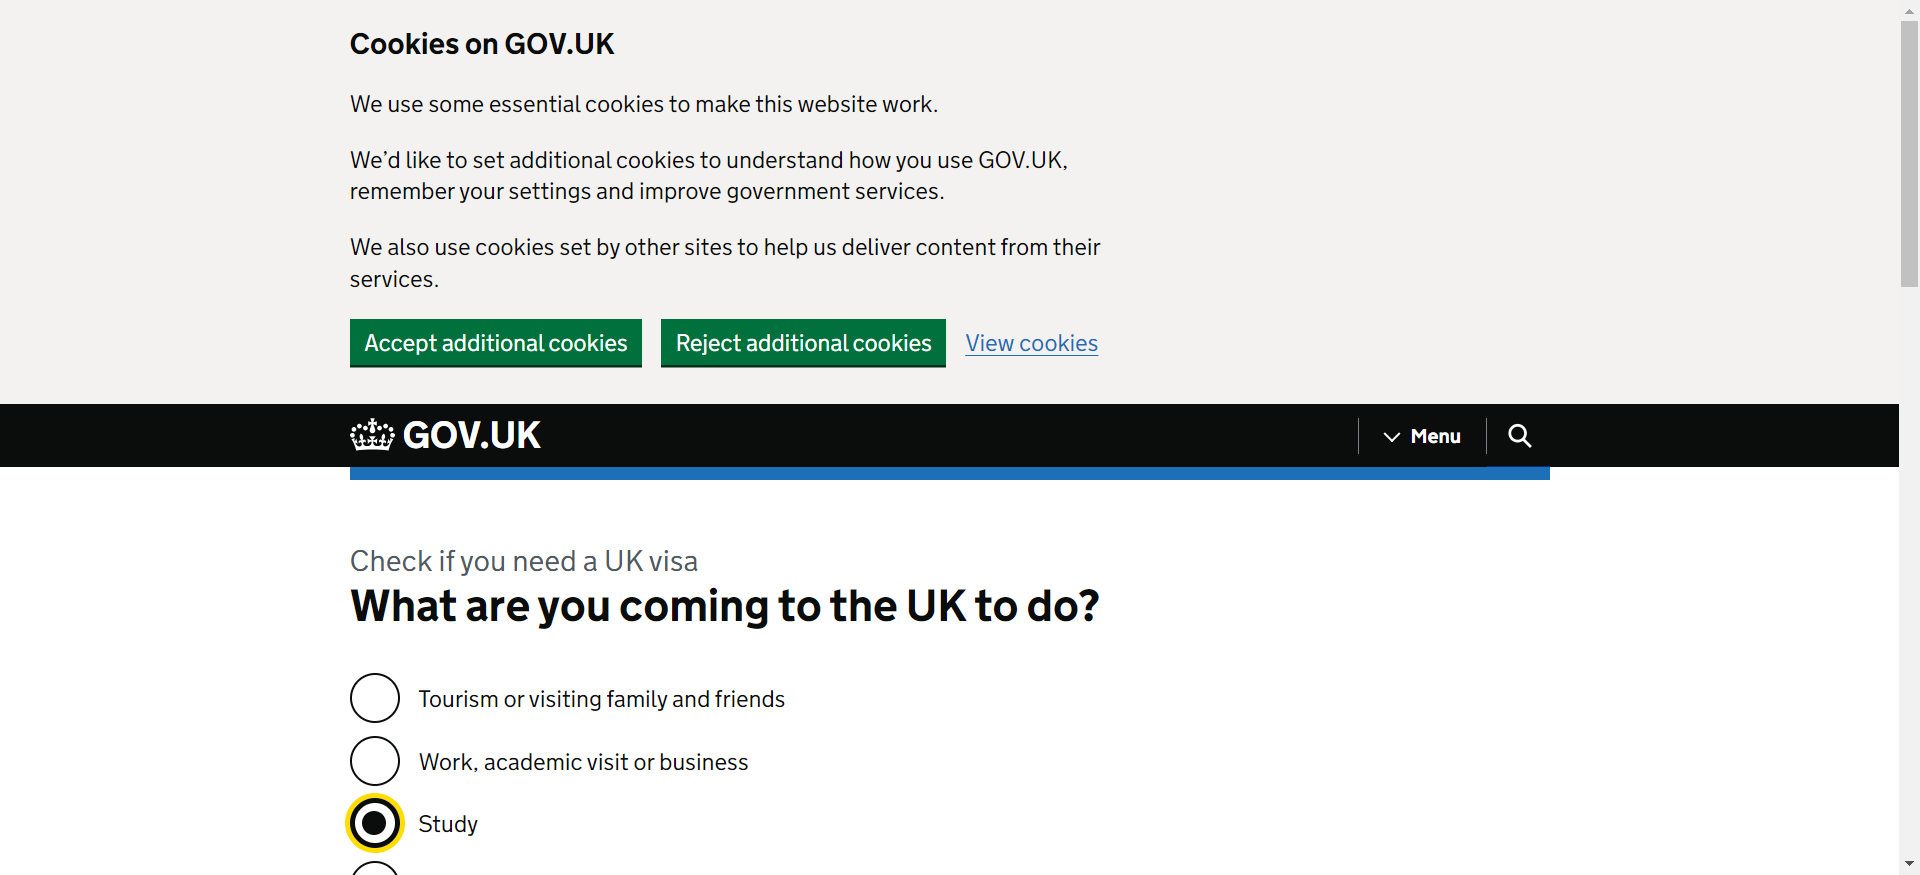 Cookies on GOV.UK
We use some essential cookies to make this website work.
We’d like to set additional cookies to understand how you use GOV.UK,
remember your settings and improve government services.
We also use cookies set by other sites to help us deliver content from their
services.
Accept additional cookies Reject additional cookies View cookies
GOV.UK Menu
Check if you need a UK visa
What are you coming to the UK to do?
Tourism or visiting family and friends
Work, academic visit or business
Study